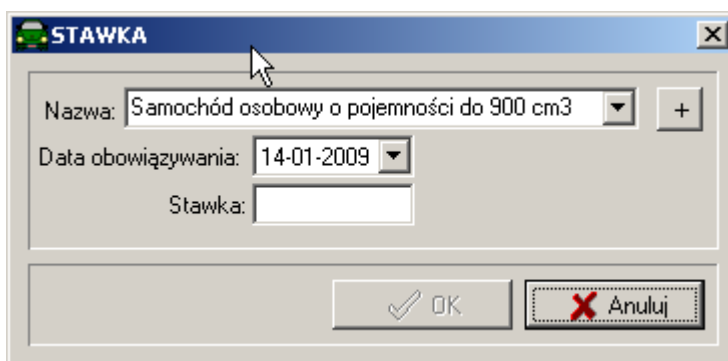 STAWKA
Nazwa: Samochód osobowy o pojemności do 900 cm3 +
Data obowiązywania: 14-01-2009
Stawka:
OK Anuluj